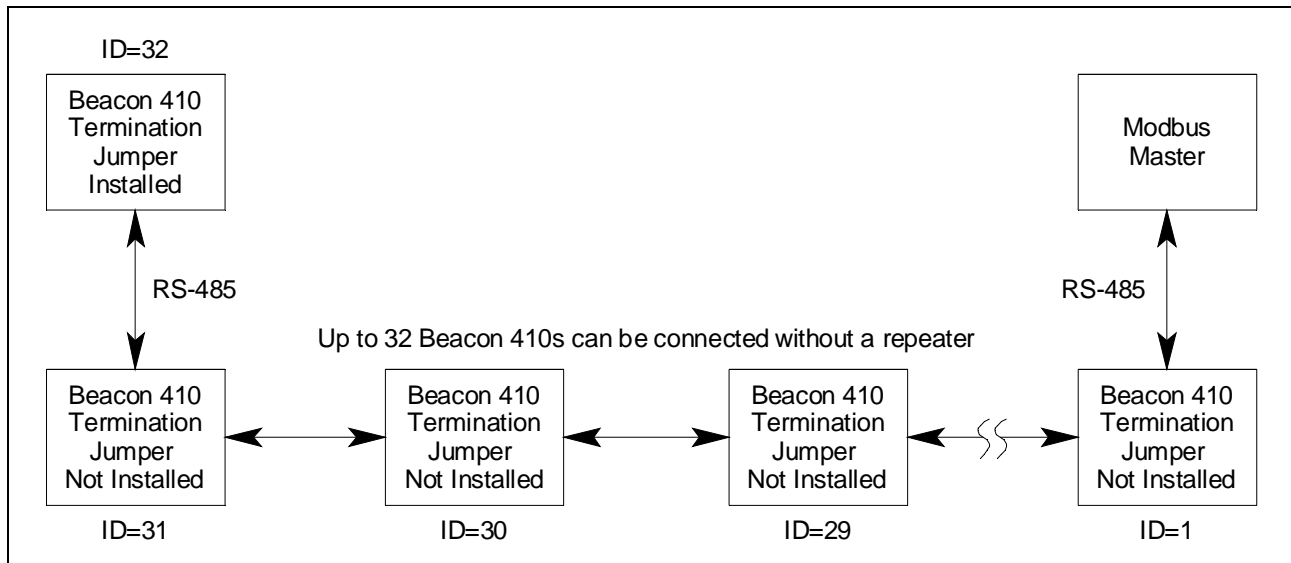 ID=32
Beacon 410
Termination
Jumper
Installed
Modbus
Master
RS-485
RS-485
Up to 32 Beacon 410s can be connected without a repeater
Beacon 410
Termination
Jumper
Not Installed
Beacon 410
Termination
Jumper
Not Installed
Beacon 410
Termination
Jumper
Not Installed
Beacon 410
Termination
Jumper
Not Installed
ID=31
ID=30
ID=29
ID=1